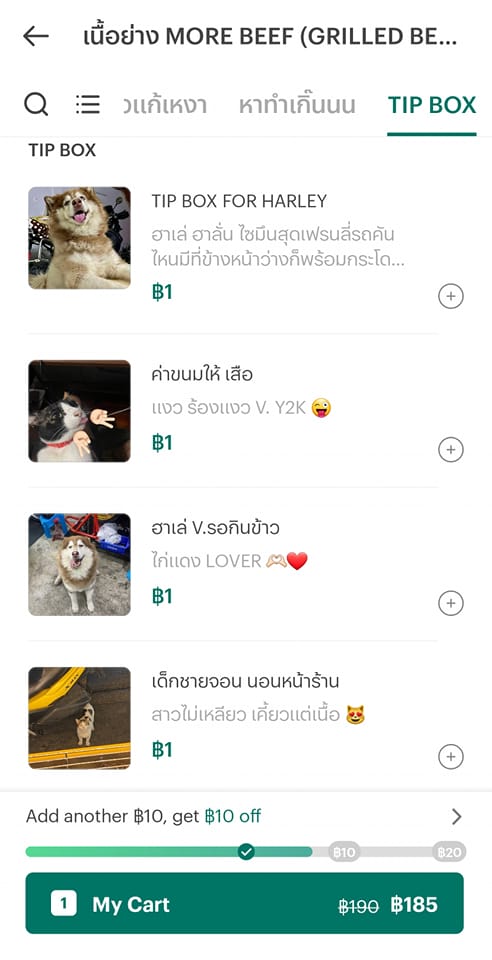 เนื้อย่าง MORE BEEF (GRILLED BE...
วแก้เหงา หาทำเกิ๊นนน TIP BOX
TIP BOX
TIP BOX FOR HARLEY
ฮาเล่ ฮาลั่น ไซมึนสุดเฟรนลี่รถคัน
ไหนมีที่ข้างหน้าว่างก็พร้อมกระโด...
฿1
ค่าขนมให้ เสือ
แงว ร้องแงว V. Y2K 😜
฿1
ฮาเล่ V.รอกินข้าว
ไก่แดง LOVER 🫶🏻❤️
฿1
เด็กชายจอน นอนหน้าร้าน
สาวไม่เหลียว เคี้ยวแต่เนื้อ 😻
฿1
Add another ฿10, get ฿10 off
฿10 ฿20
1 My Cart ฿190 ฿185